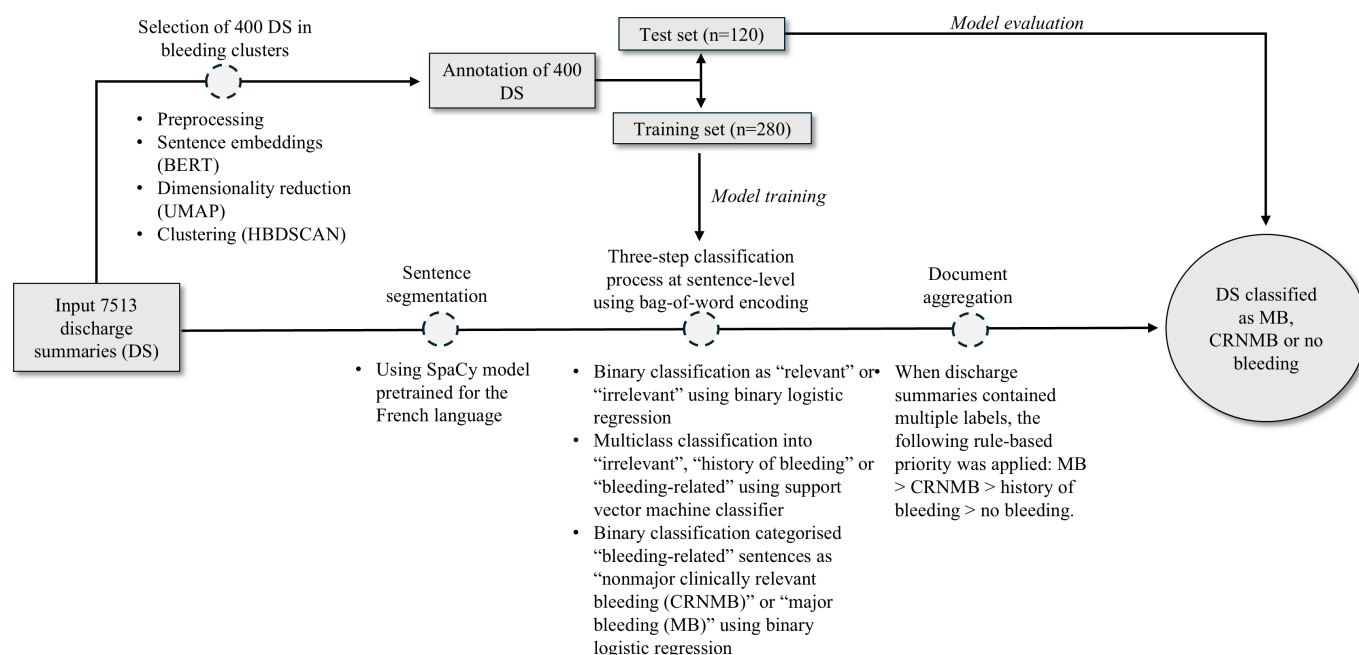 Selection of 400 DS in
bleeding clusters
• Preprocessing
• Sentence embeddings
(BERT)
• Dimensionality reduction
(UMAP)
• Clustering (HBDSCAN)
Annotation of 400
DS
Test set (n=120)
Training set (n=280)
Model evaluation
Model training
Input 7513
discharge
summaries (DS)
Sentence
segmentation
• Using SpaCy model
pretrained for the
French language
Three-step classification
process at sentence-level
using bag-of-word encoding
• Binary classification as “relevant” or
“irrelevant” using binary logistic
regression
• Multiclass classification into
“irrelevant”, “history of bleeding” or
“bleeding-related” using support
vector machine classifier
• Binary classification categorised
“bleeding-related” sentences as
“nonmajor clinically relevant
bleeding (CRNMB)” or “major
bleeding (MB)” using binary
logistic regression
Document
aggregation
• When discharge
summaries contained
multiple labels, the
following rule-based
priority was applied: MB
> CRNMB > history of
bleeding > no bleeding.
DS classified
as MB,
CRNMB or no
bleeding